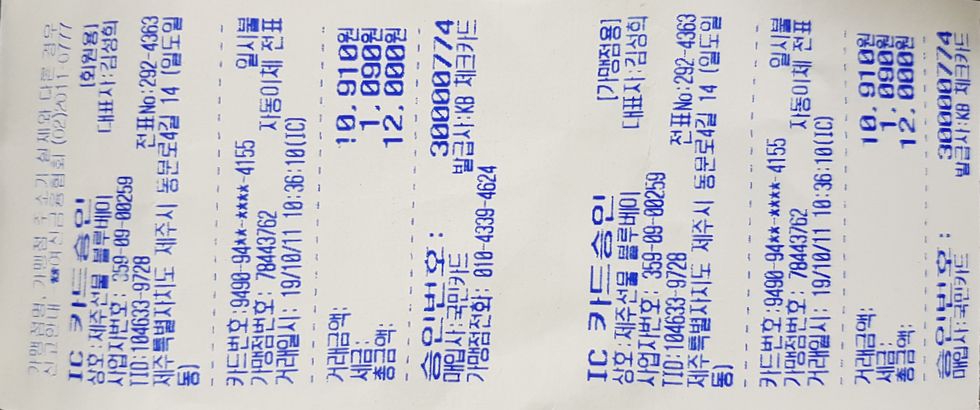 가맹점명, 가맹점 주소가 실제와 다른 경우
신고안내 ☎여신금융협회 (02)2011-0777
IC 카드승인 [회원용]
상호:제주선물 블루베이 대표자:김성희
사업자번호: 359-09-00259
TID:104633-9728 전표No:292-4363
제주특별자치도 제주시 동문로4길 14 (일도일
동)
카드번호:9490-94**-****-4155 일시불
가맹점번호: 78443762 자동이체 전표
거래일시: 19/10/11 10:36:10(IC)
거래금액: 10,910원
세금: 1,090원
총금액: 12,000원
승인번호: 30000774
매입사:국민카드 발급사:KB 체크카드
가맹점전화: 010-4339-4624
IC 카드승인 [가맹점용]
상호:제주선물 블루베이 대표자:김성희
사업자번호: 359-09-00259
TID:104633-9728 전표No:292-4363
제주특별자치도 제주시 동문로4길 14 (일도일
동)
카드번호:9490-94**-****-4155 일시불
가맹점번호: 78443762 자동이체 전표
거래일시: 19/10/11 10:36:10(IC)
거래금액: 10,910원
세금: 1,090원
총금액: 12,000원
승인번호: 30000774
매입사:국민카드 발급사:KB 체크카드